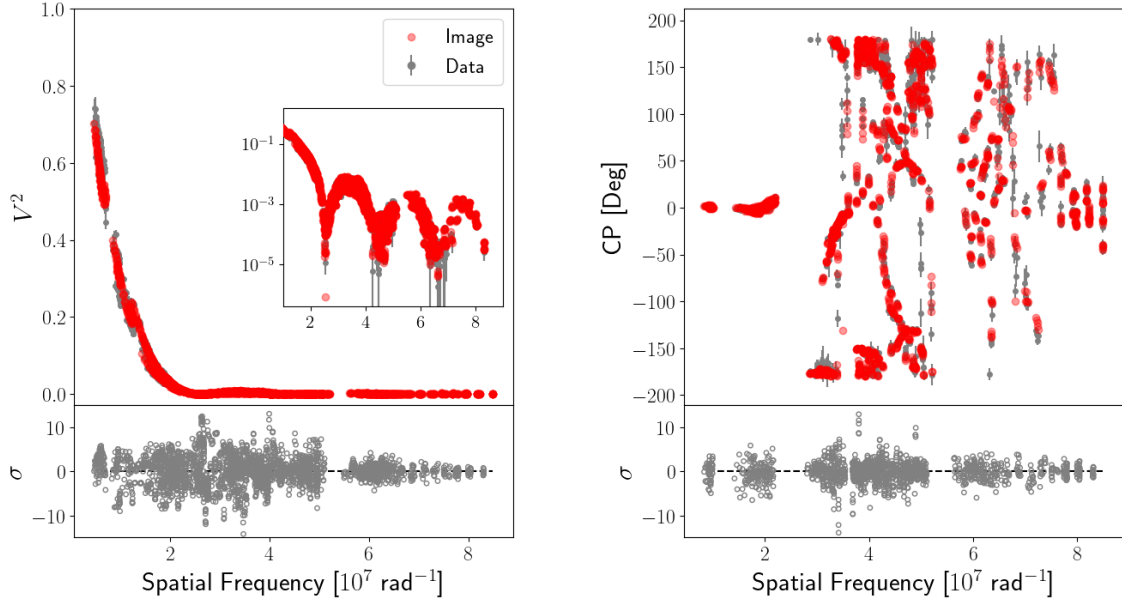 1.0
0.8
0.6
0.4
0.2
0.0
V²
Image
Data
10⁻¹
10⁻³
10⁻⁵
2 4 6 8
10
0
−10
σ
2 4 6 8
Spatial Frequency [10⁷ rad⁻¹]
200
150
100
50
0
−50
−100
−150
−200
CP [Deg]
10
0
−10
σ
2 4 6 8
Spatial Frequency [10⁷ rad⁻¹]